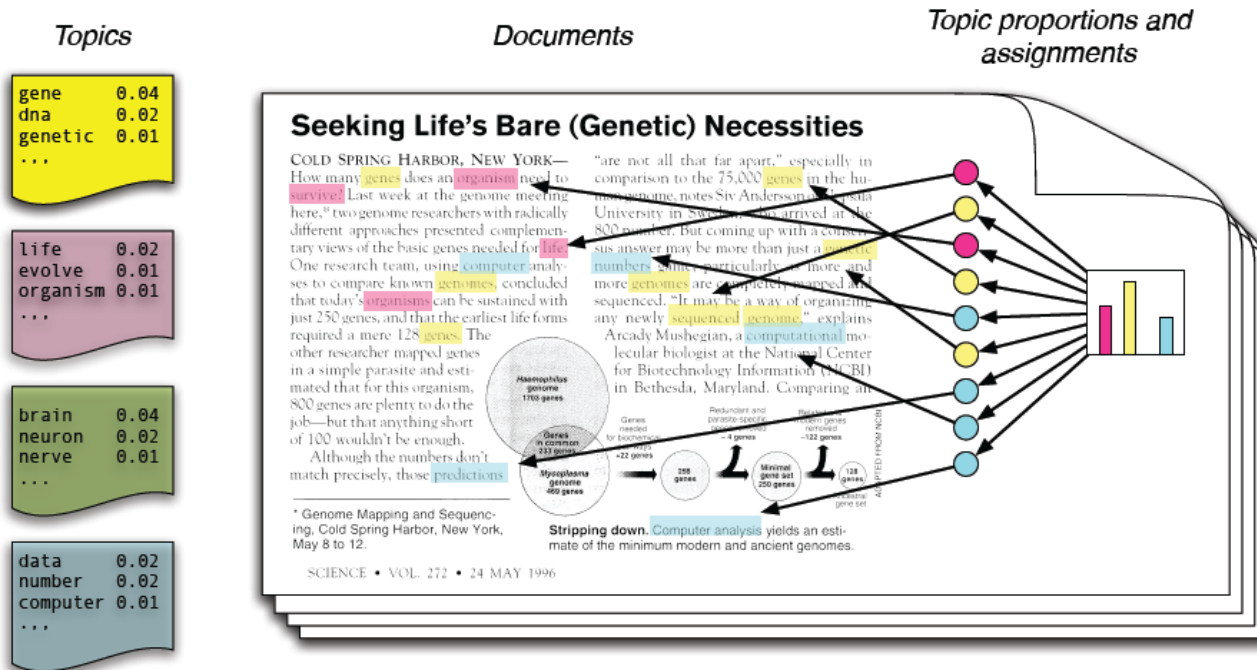 Topics
Documents
Topic proportions and
assignments
gene 0.04
dna 0.02
genetic 0.01
...
life 0.02
evolve 0.01
organism 0.01
...
brain 0.04
neuron 0.02
nerve 0.01
...
data 0.02
number 0.02
computer 0.01
...
Seeking Life's Bare (Genetic) Necessities
COLD SPRING HARBOR, NEW YORK—
How many genes does an organism need to
survive? Last week at the genome meeting
here,* two genome researchers with radically
different approaches presented complemen-
tary views of the basic genes needed for life.
One research team, using computer analy-
ses to compare known genomes, concluded
that today's organisms can be sustained with
just 250 genes, and that the earliest life forms
required a mere 128 genes. The
other researcher mapped genes
in a simple parasite and esti-
mated that for this organism,
800 genes are plenty to do the
job—but that anything short
of 100 wouldn't be enough.
Although the numbers don't
match precisely, those predictions
* Genome Mapping and Sequenc-
ing, Cold Spring Harbor, New York,
May 8 to 12.
"are not all that far apart," especially in
comparison to the 75,000 genes in the hu-
man genome, notes Siv Andersson of Uppsala
University in Sweden, who arrived at the
800 number. But coming up with a consen-
sus answer may be more than just a genetic
numbers game, particularly as more and
more genomes are completely mapped and
sequenced. "It may be a way of organizing
any newly sequenced genome," explains
Arcady Mushegian, a computational mo-
lecular biologist at the National Center
for Biotechnology Information (NCBI)
in Bethesda, Maryland. Comparing an
Haemophilus
genome
1703 genes
Genes
in common
233 genes
Mycoplasma
genome
469 genes
Genes
needed
for biochemical
+22 genes
255
genes
Redundant and
parasite-specific
– 4 genes
Minimal
gene set
250 genes
modern genes
removed
–122 genes
128
genes
gene set
ADAPTED FROM NCBI
Stripping down. Computer analysis yields an esti-
mate of the minimum modern and ancient genomes.
SCIENCE • VOL. 272 • 24 MAY 1996